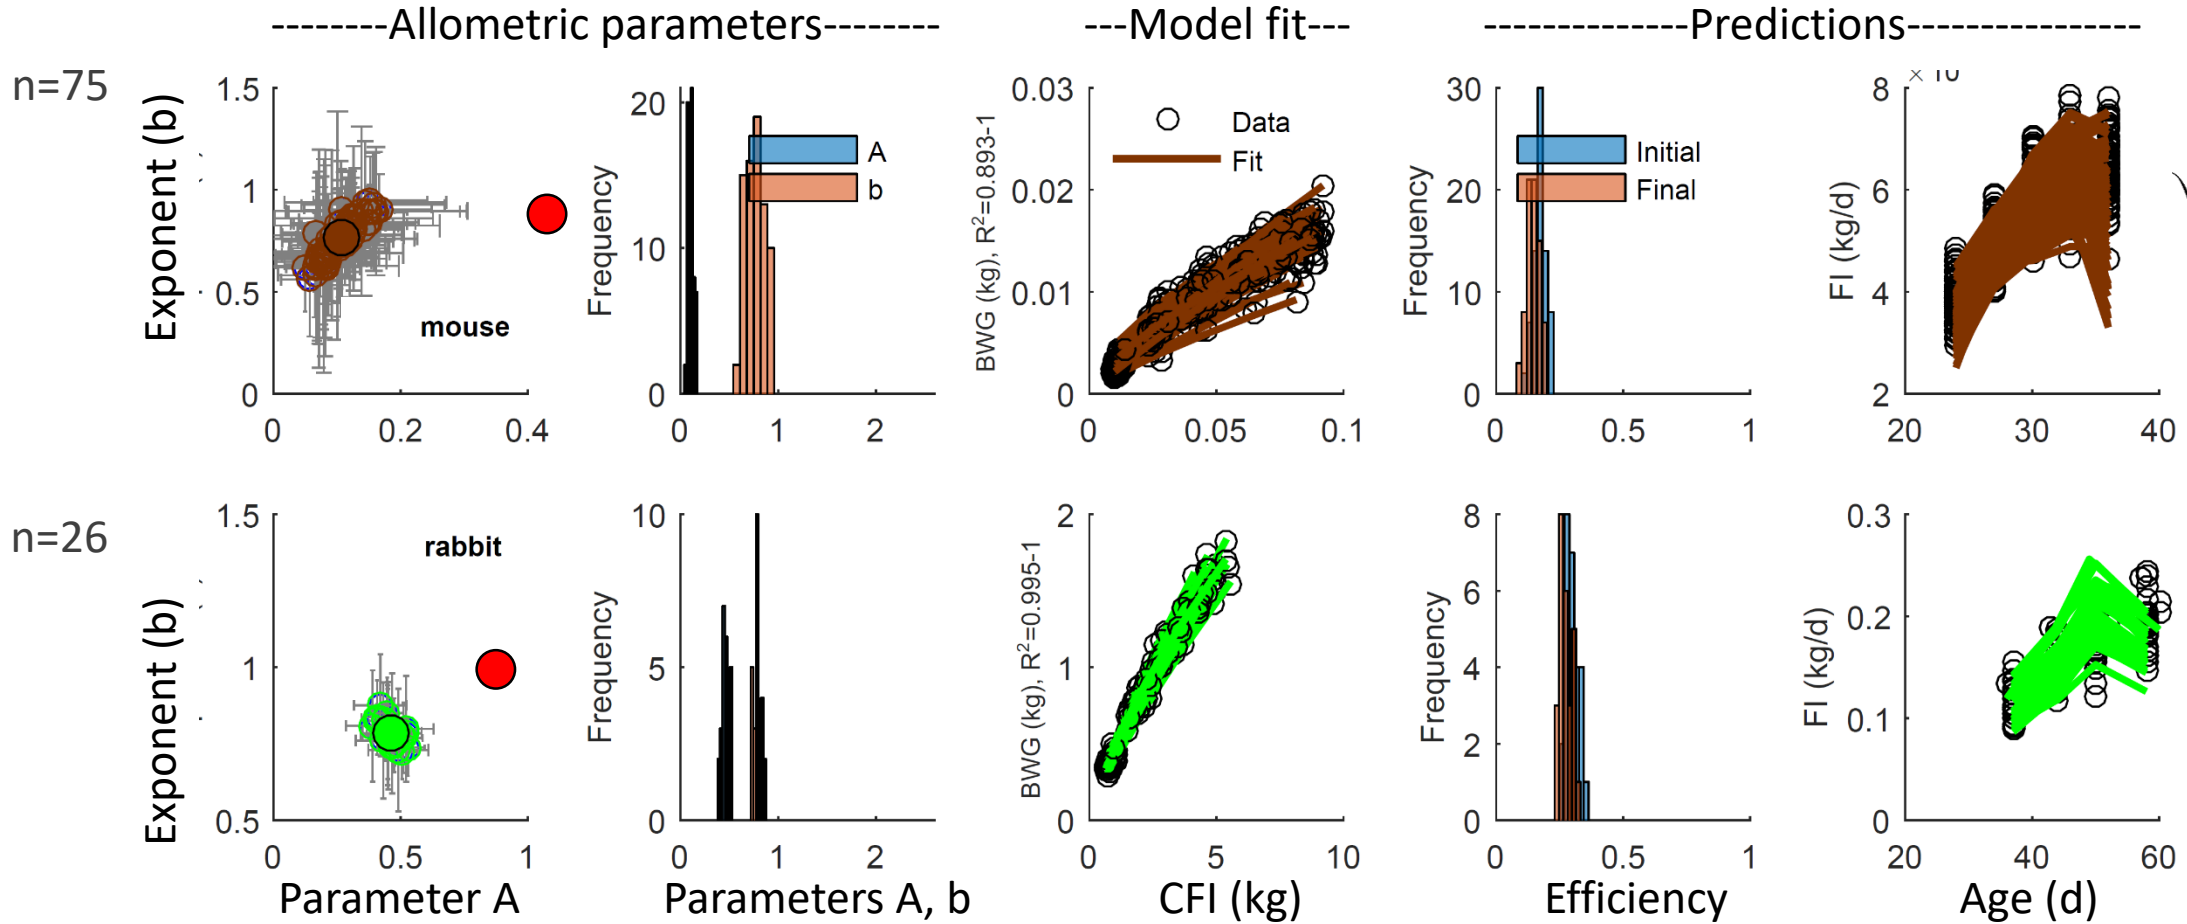 -------Allometric parameters--------
---Model fit---
-------------Predictions---------------
n=75
Exponent (b)
1.5
1
0.5
0
mouse
0
0.2
0.4
Frequency
20
10
0
A
b
0
1
2
BWG (kg), R2=0.893-1
0.03
0.02
0.01
0
Data
Fit
0
0.05
0.1
Frequency
30
20
10
0
Initial
Final
0
0.5
1
FI (kg/d)
8
6
4
2
20
30
40
n=26
Exponent (b)
1.5
1
0.5
rabbit
0
0.5
1
Parameter A
Frequency
10
5
0
0
1
2
Parameters A, b
BWG (kg), R2=0.995-1
2
1
0
0
5
10
CFI (kg)
Frequency
8
6
4
2
0
0
0.5
1
Efficiency
FI (kg/d)
0.3
0.2
0.1
0
20
40
60
Age (d)